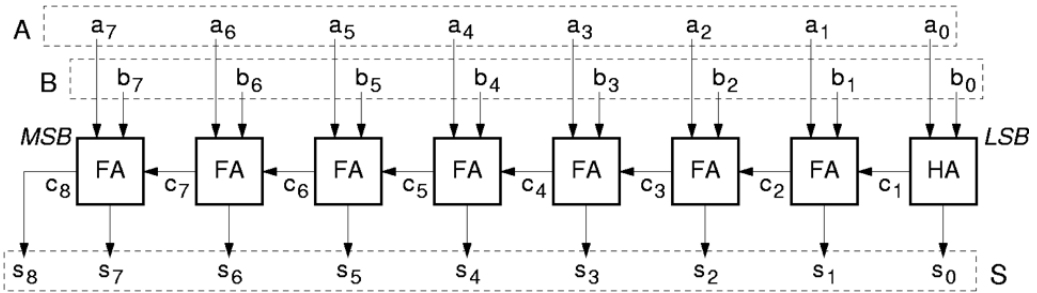 A a₇ a₆ a₅ a₄ a₃ a₂ a₁ a₀
B b₇ b₆ b₅ b₄ b₃ b₂ b₁ b₀
MSB LSB
FA FA FA FA FA FA FA HA
c₈ c₇ c₆ c₅ c₄ c₃ c₂ c₁
s₈ s₇ s₆ s₅ s₄ s₃ s₂ s₁ s₀ S